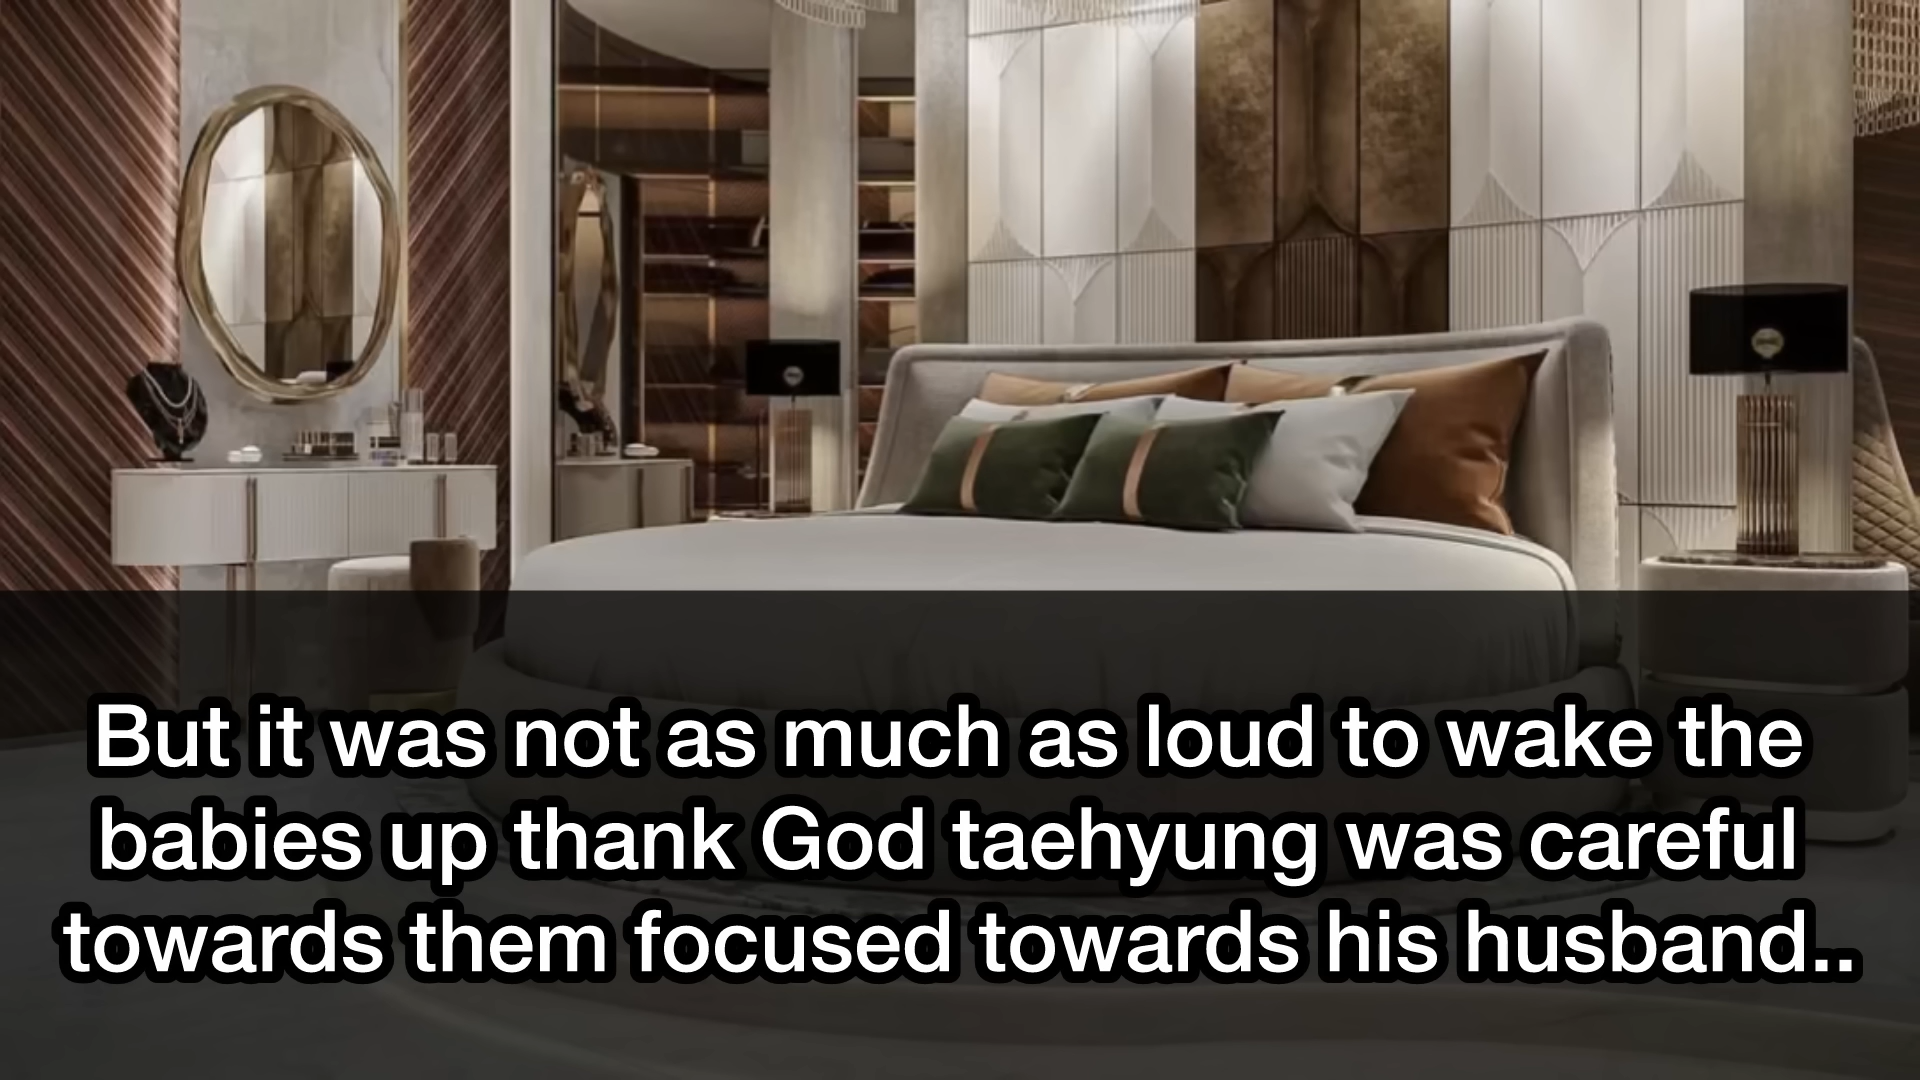 But it was not as much as loud to wake the
babies up thank God taehyung was careful
towards them focused towards his husband..